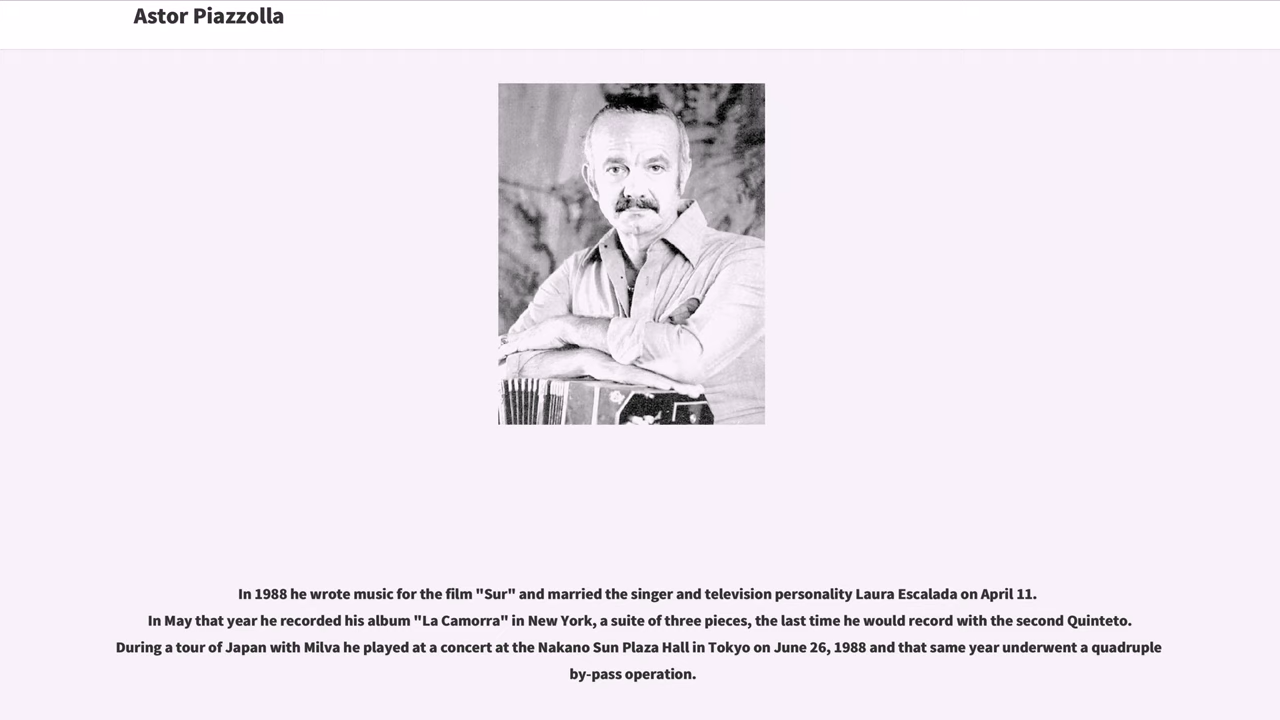 Astor Piazzolla
In 1988 he wrote music for the film "Sur" and married the singer and television personality Laura Escalada on April 11.
In May that year he recorded his album "La Camorra" in New York, a suite of three pieces, the last time he would record with the second Quinteto.
During a tour of Japan with Milva he played at a concert at the Nakano Sun Plaza Hall in Tokyo on June 26, 1988 and that same year underwent a quadruple
by-pass operation.